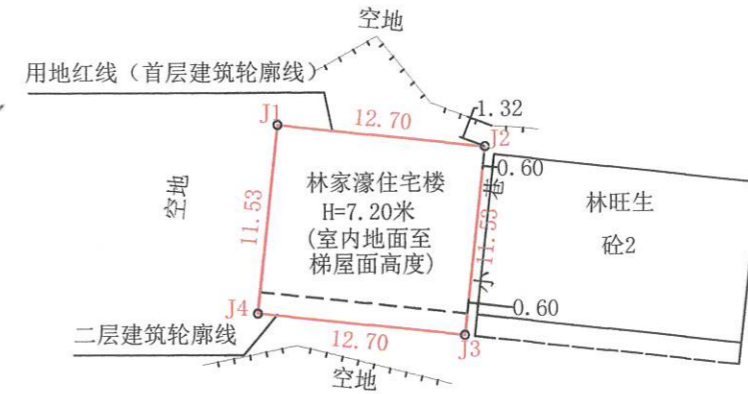 空地
用地红线（首层建筑轮廓线）
1.32
J1
12.70
J2
0.60
林家濠住宅楼
H=7.20米
(室内地面至
梯屋面高度)
空地
11.53
11.53
小巷
林旺生
砼2
J4
0.60
二层建筑轮廓线
12.70
J3
空地